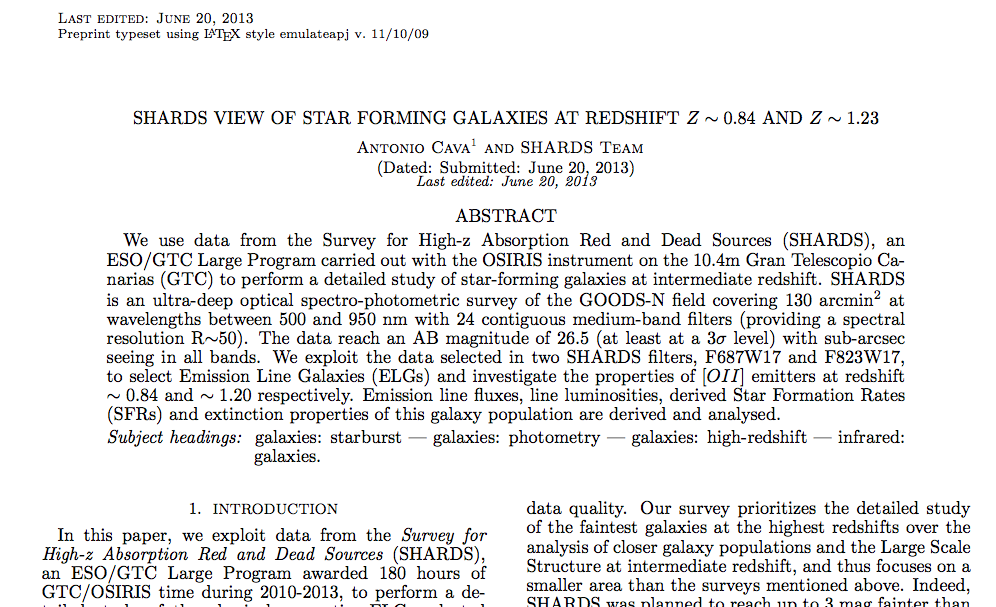 LAST EDITED: JUNE 20, 2013
Preprint typeset using LATEX style emulateapj v. 11/10/09
SHARDS VIEW OF STAR FORMING GALAXIES AT REDSHIFT Z ∼ 0.84 AND Z ∼ 1.23
ANTONIO CAVA¹ AND SHARDS TEAM
(Dated: Submitted: June 20, 2013)
Last edited: June 20, 2013
ABSTRACT
We use data from the Survey for High-z Absorption Red and Dead Sources (SHARDS), an
ESO/GTC Large Program carried out with the OSIRIS instrument on the 10.4m Gran Telescopio Ca-
narias (GTC) to perform a detailed study of star-forming galaxies at intermediate redshift. SHARDS
is an ultra-deep optical spectro-photometric survey of the GOODS-N field covering 130 arcmin² at
wavelengths between 500 and 950 nm with 24 contiguous medium-band filters (providing a spectral
resolution R∼50). The data reach an AB magnitude of 26.5 (at least at a 3σ level) with sub-arcsec
seeing in all bands. We exploit the data selected in two SHARDS filters, F687W17 and F823W17,
to select Emission Line Galaxies (ELGs) and investigate the properties of [OII] emitters at redshift
∼ 0.84 and ∼ 1.20 respectively. Emission line fluxes, line luminosities, derived Star Formation Rates
(SFRs) and extinction properties of this galaxy population are derived and analysed.
Subject headings: galaxies: starburst — galaxies: photometry — galaxies: high-redshift — infrared:
galaxies.
1. INTRODUCTION
In this paper, we exploit data from the Survey for
High-z Absorption Red and Dead Sources (SHARDS),
an ESO/GTC Large Program awarded 180 hours of
GTC/OSIRIS time during 2010-2013, to perform a de-
data quality. Our survey prioritizes the detailed study
of the faintest galaxies at the highest redshifts over the
analysis of closer galaxy populations and the Large Scale
Structure at intermediate redshift, and thus focuses on a
smaller area than the surveys mentioned above. Indeed,
SHARDS was planned to reach up to 3 mag fainter than